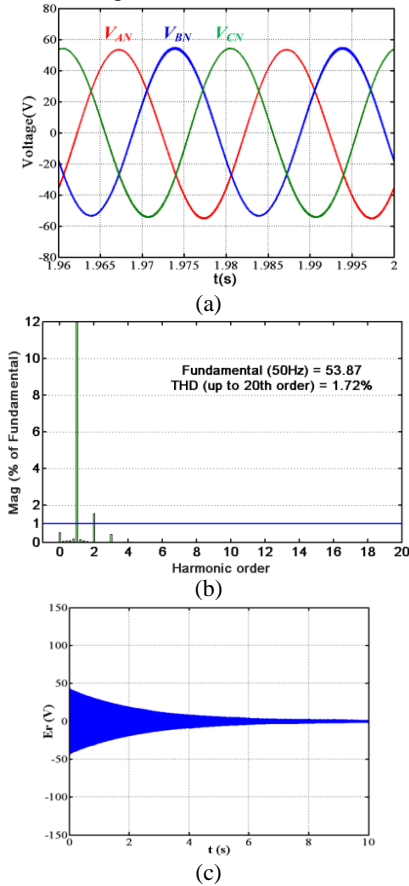 V_AN V_BN V_CN
80
60
40
20
0
-20
-40
-60
-80
Voltage(V)
1.96 1.965 1.97 1.975 1.98 1.985 1.99 1.995 2
t(s)
(a)
12
10
8
6
4
2
1
0
Mag (% of Fundamental)
Fundamental (50Hz) = 53.87
THD (up to 20th order) = 1.72%
0 2 4 6 8 10 12 14 16 18 20
Harmonic order
(b)
150
100
50
0
-50
-100
-150
Er (V)
0 2 4 6 8 10
t (s)
(c)